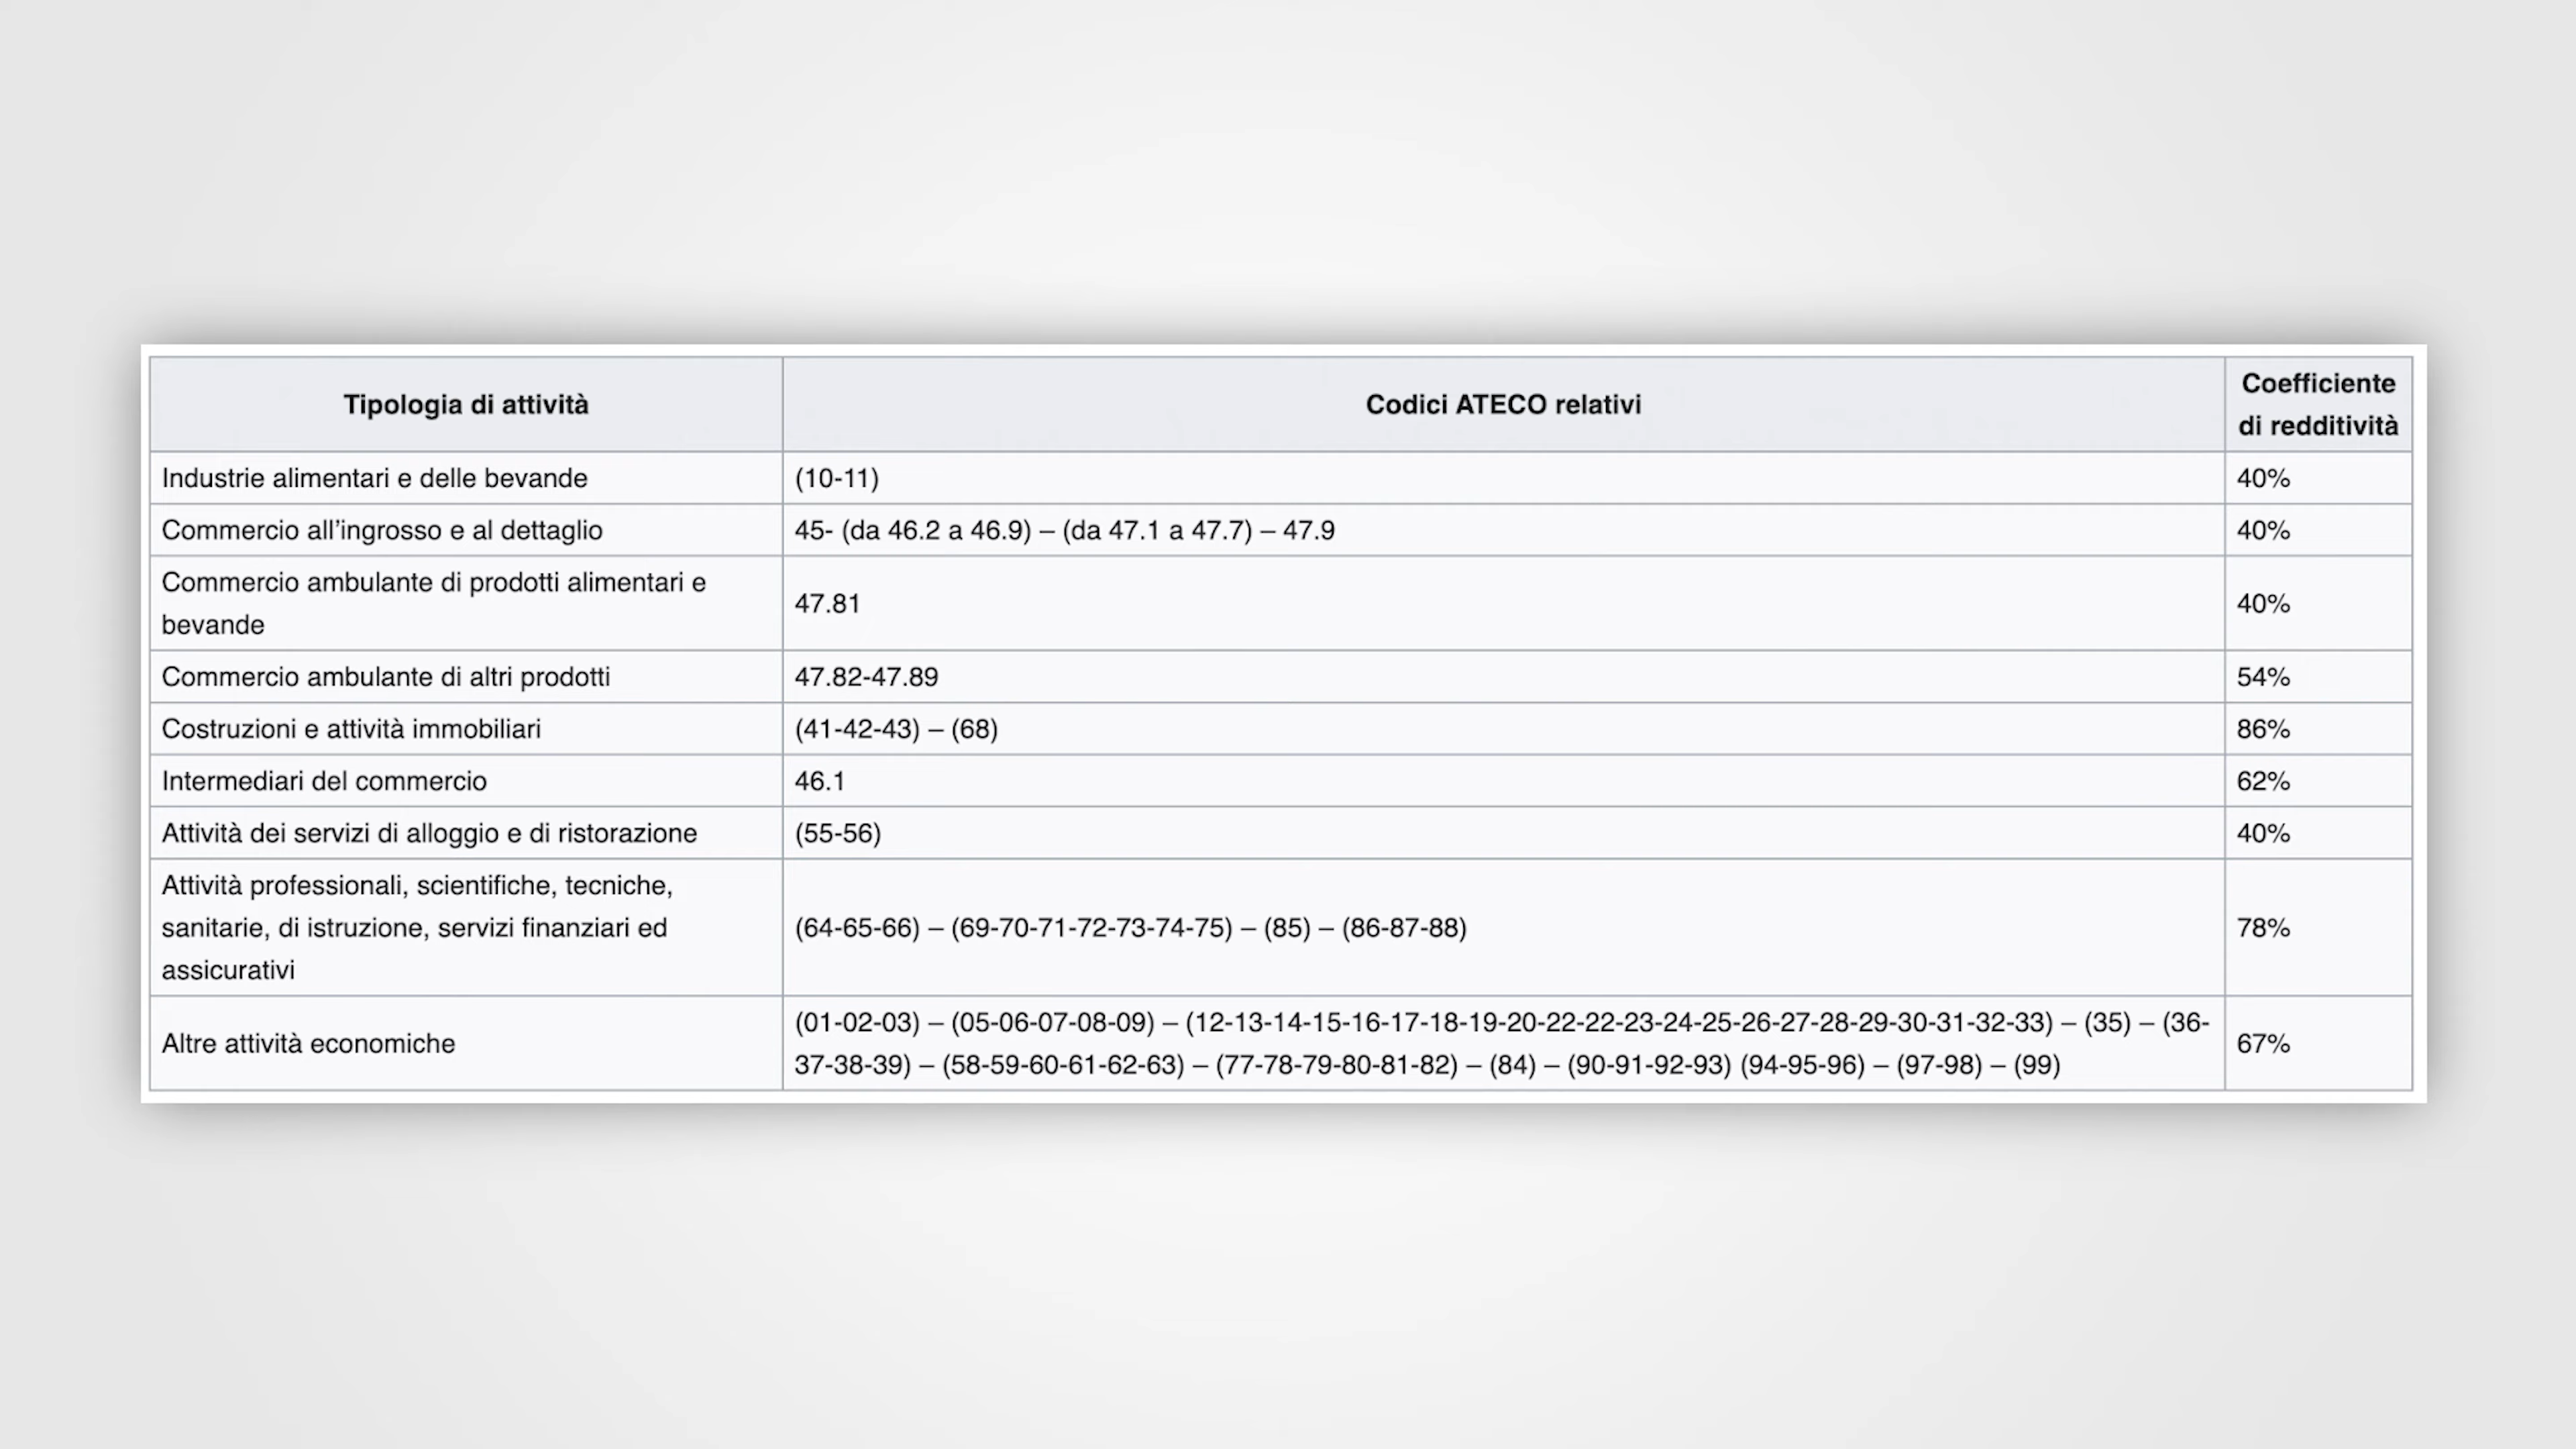 Tipologia di attività
Codici ATECO relativi
Coefficiente
di redditività
Industrie alimentari e delle bevande
(10-11)
40%
Commercio all’ingrosso e al dettaglio
45- (da 46.2 a 46.9) – (da 47.1 a 47.7) – 47.9
40%
Commercio ambulante di prodotti alimentari e
bevande
47.81
40%
Commercio ambulante di altri prodotti
47.82-47.89
54%
Costruzioni e attività immobiliari
(41-42-43) – (68)
86%
Intermediari del commercio
46.1
62%
Attività dei servizi di alloggio e di ristorazione
(55-56)
40%
Attività professionali, scientifiche, tecniche,
sanitarie, di istruzione, servizi finanziari ed
assicurativi
(64-65-66) – (69-70-71-72-73-74-75) – (85) – (86-87-88)
78%
Altre attività economiche
(01-02-03) – (05-06-07-08-09) – (12-13-14-15-16-17-18-19-20-22-22-23-24-25-26-27-28-29-30-31-32-33) – (35) – (36-
37-38-39) – (58-59-60-61-62-63) – (77-78-79-80-81-82) – (84) – (90-91-92-93) (94-95-96) – (97-98) – (99)
67%